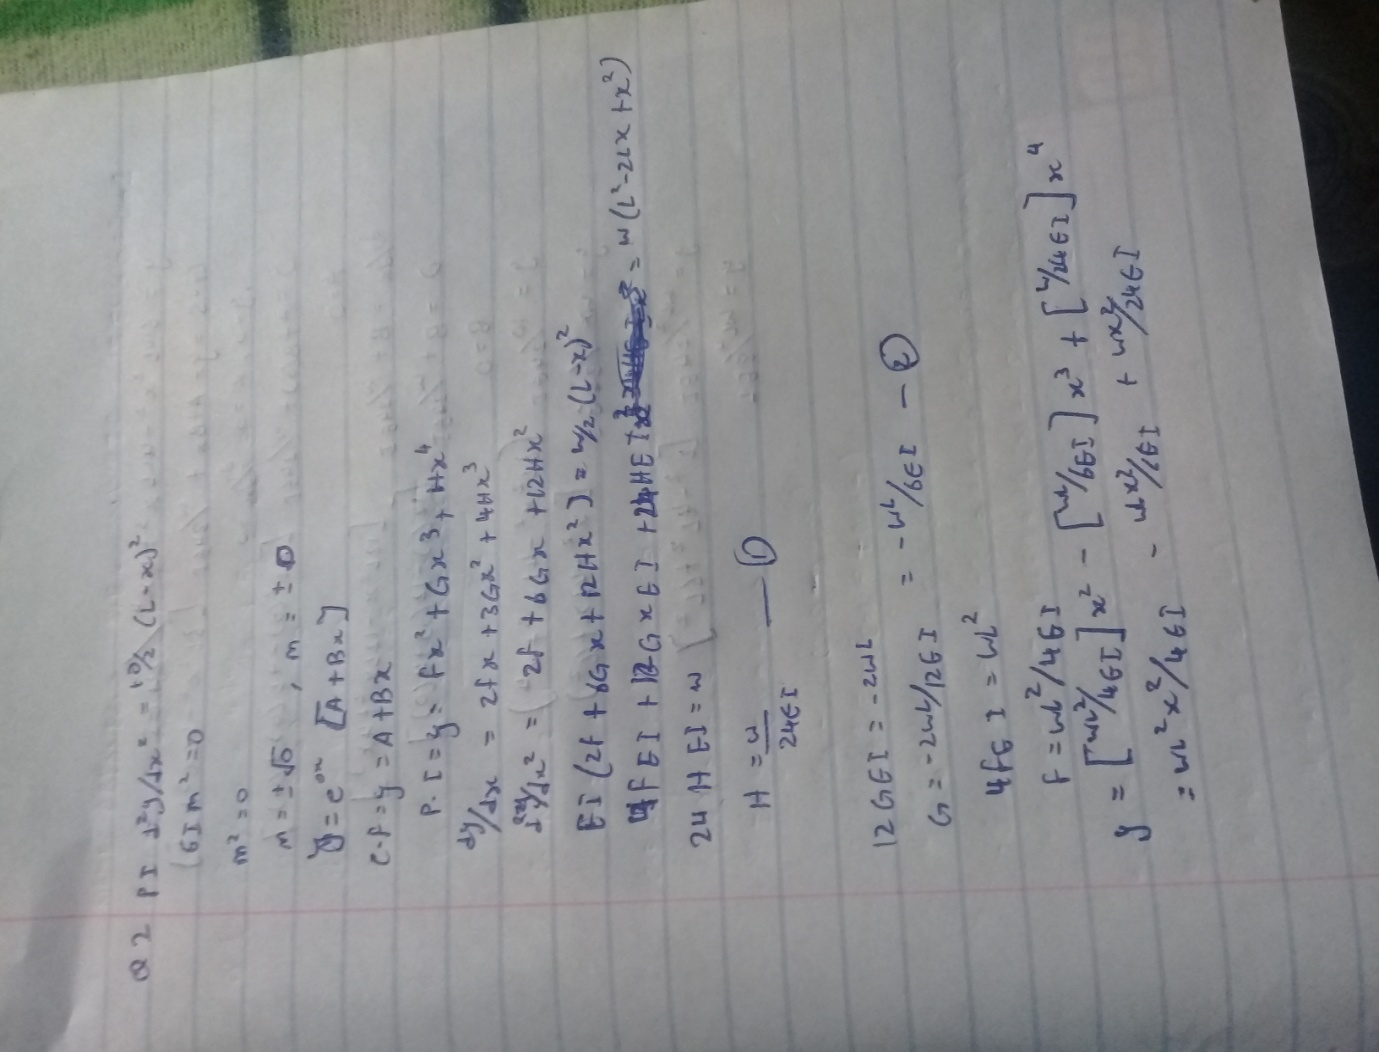 Q 2 PI d²y/dx² = w/2 (L-x)²
(EI m² = 0
m² = 0
m = ±√0 , m = ± 0
y = e^ox [A+Bx]
C.F = y = A+Bx
P. I = y = fx² + Gx³ + Hx⁴
dy/dx = 2fx + 3Gx² + 4Hx³
d²y/dx² = 2f + 6Gx + 12Hx²
EI (2f + 6Gx + 12Hx²) = w/2 (L-x)²
4fEI + 12GxEI + 24HEIx² = w(L²-2Lx+x²)
24 H EI = w
H = w/24EI — ①
12 GEI = -2wL
G = -2wL/12EI = -wL/6EI — ②
4fEI = wL²
f = wL²/4EI
y = [wL²/4EI] x² - [wL/6EI] x³ + [w/24EI] x⁴
= wL²x²/4EI - wLx³/6EI + wx⁴/24EI